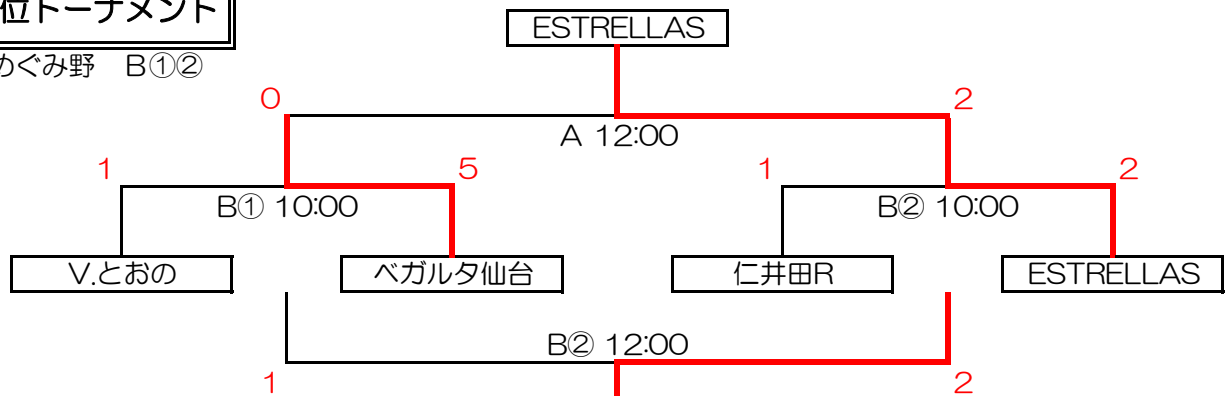 位トーナメント
めぐみ野 B①②
ESTRELLAS
0
2
A 12:00
1
5
1
2
B① 10:00
B② 10:00
V.とおの
ベガルタ仙台
仁井田R
ESTRELLAS
B② 12:00
1
2